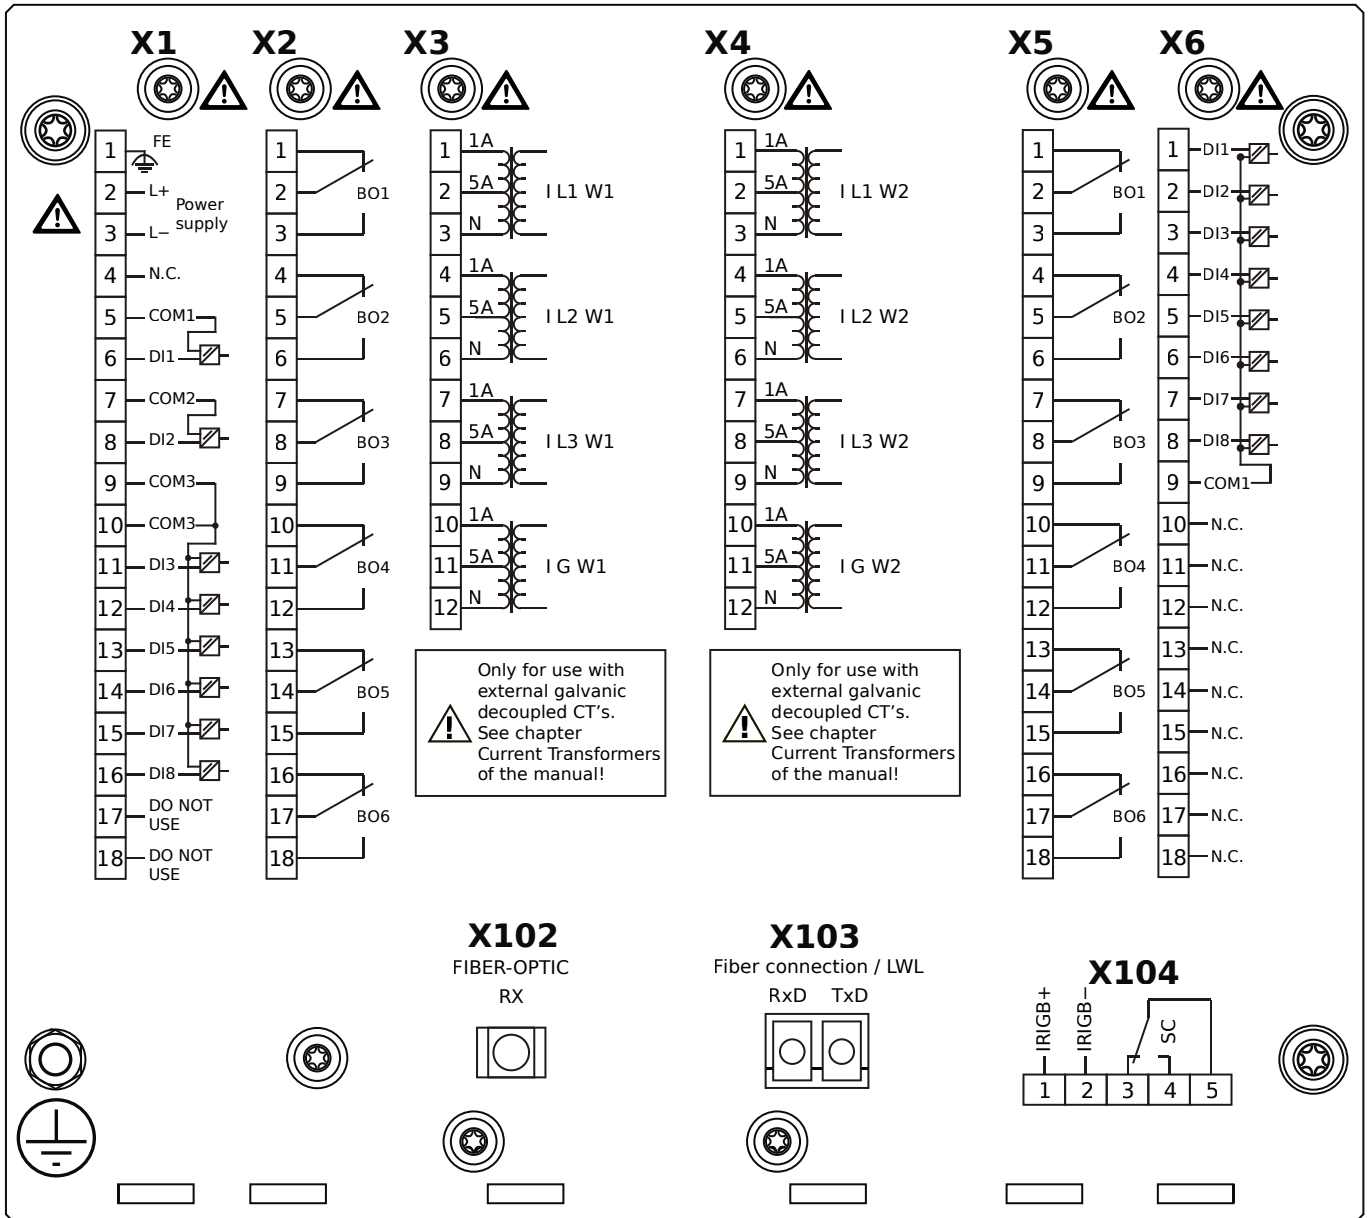 X1
X2
X3
X4
X5
X6
1 FE
2 L+
Power
supply
3 L−
4 N.C.
5 COM1
6 DI1
7 COM2
8 DI2
9 COM3
10 COM3
11 DI3
12 DI4
13 DI5
14 DI6
15 DI7
16 DI8
17 DO NOT
USE
18 DO NOT
USE
1
2 BO1
3
4
5 BO2
6
7
8 BO3
9
10
11 BO4
12
13
14 BO5
15
16
17 BO6
18
1 1A
2 5A I L1 W1
3 N
4 1A
5 5A I L2 W1
6 N
7 1A
8 5A I L3 W1
9 N
10 1A
11 5A I G W1
12 N
Only for use with
external galvanic
decoupled CT's.
See chapter
Current Transformers
of the manual!
1 1A
2 5A I L1 W2
3 N
4 1A
5 5A I L2 W2
6 N
7 1A
8 5A I L3 W2
9 N
10 1A
11 5A I G W2
12 N
Only for use with
external galvanic
decoupled CT's.
See chapter
Current Transformers
of the manual!
1
2 BO1
3
4
5 BO2
6
7
8 BO3
9
10
11 BO4
12
13
14 BO5
15
16
17 BO6
18
1 DI1
2 DI2
3 DI3
4 DI4
5 DI5
6 DI6
7 DI7
8 DI8
9 COM1
10 N.C.
11 N.C.
12 N.C.
13 N.C.
14 N.C.
15 N.C.
16 N.C.
17 N.C.
18 N.C.
X102
FIBER-OPTIC
RX
X103
Fiber connection / LWL
RxD TxD
X104
IRIGB+
IRIGB−
SC
1 2 3 4 5